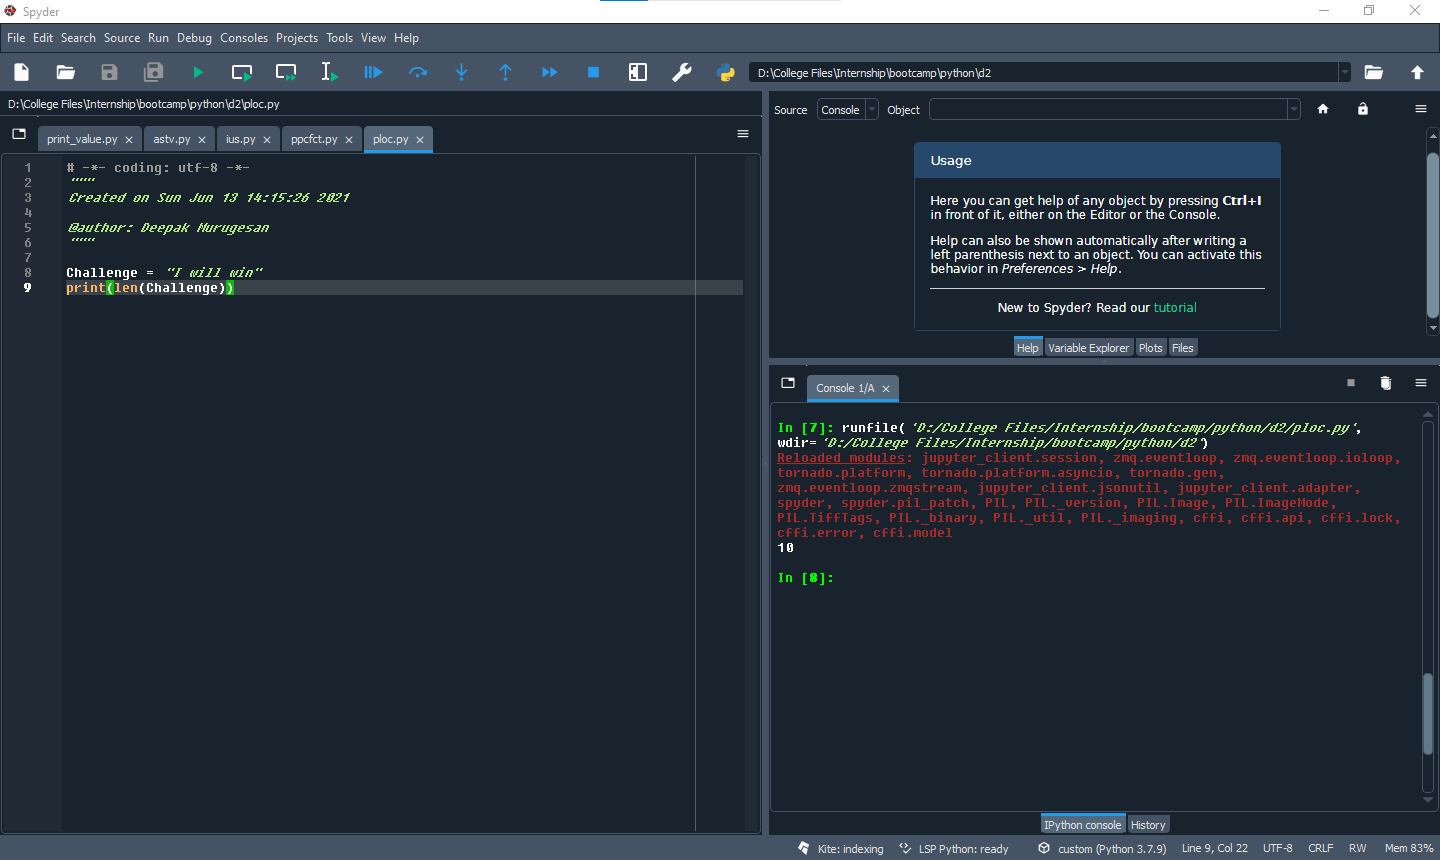 Spyder
File Edit Search Source Run Debug Consoles Projects Tools View Help
D:\College Files\Internship\bootcamp\python\d2
D:\College Files\Internship\bootcamp\python\d2\ploc.py
print_value.py astv.py ius.py ppcfct.py ploc.py
1 # -*- coding: utf-8 -*-
2 """
3 Created on Sun Jun 13 14:15:26 2021
4
5 @author: Deepak Murugesan
6 """
7
8 Challenge = "I will win"
9 print(len(Challenge))
Source Console Object
Usage
Here you can get help of any object by pressing Ctrl+I
in front of it, either on the Editor or the Console.
Help can also be shown automatically after writing a
left parenthesis next to an object. You can activate this
behavior in Preferences > Help.
New to Spyder? Read our tutorial
Help Variable Explorer Plots Files
Console 1/A
In [7]: runfile('D:/College Files/Internship/bootcamp/python/d2/ploc.py',
wdir='D:/College Files/Internship/bootcamp/python/d2')
Reloaded modules: jupyter_client.session, zmq.eventloop, zmq.eventloop.ioloop,
tornado.platform, tornado.platform.asyncio, tornado.gen,
zmq.eventloop.zmqstream, jupyter_client.jsonutil, jupyter_client.adapter,
spyder, spyder.pil_patch, PIL, PIL._version, PIL.Image, PIL.ImageMode,
PIL.TiffTags, PIL._binary, PIL._util, PIL._imaging, cffi, cffi.api, cffi.lock,
cffi.error, cffi.model
10
In [8]:
IPython console History
Kite: indexing LSP Python: ready custom (Python 3.7.9) Line 9, Col 22 UTF-8 CRLF RW Mem 83%